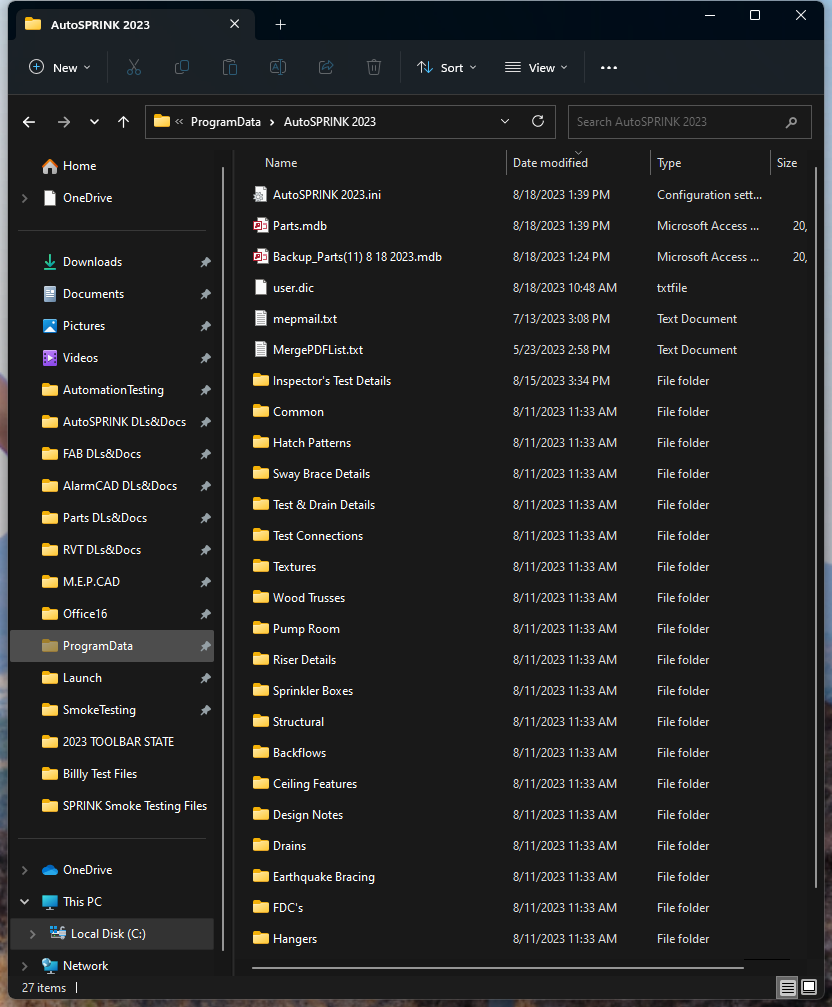 AutoSPRINK 2023
New
Sort
View
« ProgramData > AutoSPRINK 2023
Search AutoSPRINK 2023
Home
OneDrive
Downloads
Documents
Pictures
Videos
AutomationTesting
AutoSPRINK DLs&Docs
FAB DLs&Docs
AlarmCAD DLs&Docs
Parts DLs&Docs
RVT DLs&Docs
M.E.P.CAD
Office16
ProgramData
Launch
SmokeTesting
2023 TOOLBAR STATE
Billly Test Files
SPRINK Smoke Testing Files
OneDrive
This PC
Local Disk (C:)
Network
Name Date modified Type Size
AutoSPRINK 2023.ini 8/18/2023 1:39 PM Configuration sett...
Parts.mdb 8/18/2023 1:39 PM Microsoft Access ... 20,
Backup_Parts(11) 8 18 2023.mdb 8/18/2023 1:24 PM Microsoft Access ... 20,
user.dic 8/18/2023 10:48 AM txtfile
mepmail.txt 7/13/2023 3:08 PM Text Document
MergePDFList.txt 5/23/2023 2:58 PM Text Document
Inspector's Test Details 8/15/2023 3:34 PM File folder
Common 8/11/2023 11:33 AM File folder
Hatch Patterns 8/11/2023 11:33 AM File folder
Sway Brace Details 8/11/2023 11:33 AM File folder
Test & Drain Details 8/11/2023 11:33 AM File folder
Test Connections 8/11/2023 11:33 AM File folder
Textures 8/11/2023 11:33 AM File folder
Wood Trusses 8/11/2023 11:33 AM File folder
Pump Room 8/11/2023 11:33 AM File folder
Riser Details 8/11/2023 11:33 AM File folder
Sprinkler Boxes 8/11/2023 11:33 AM File folder
Structural 8/11/2023 11:33 AM File folder
Backflows 8/11/2023 11:33 AM File folder
Ceiling Features 8/11/2023 11:33 AM File folder
Design Notes 8/11/2023 11:33 AM File folder
Drains 8/11/2023 11:33 AM File folder
Earthquake Bracing 8/11/2023 11:33 AM File folder
FDC's 8/11/2023 11:33 AM File folder
Hangers 8/11/2023 11:33 AM File folder
27 items